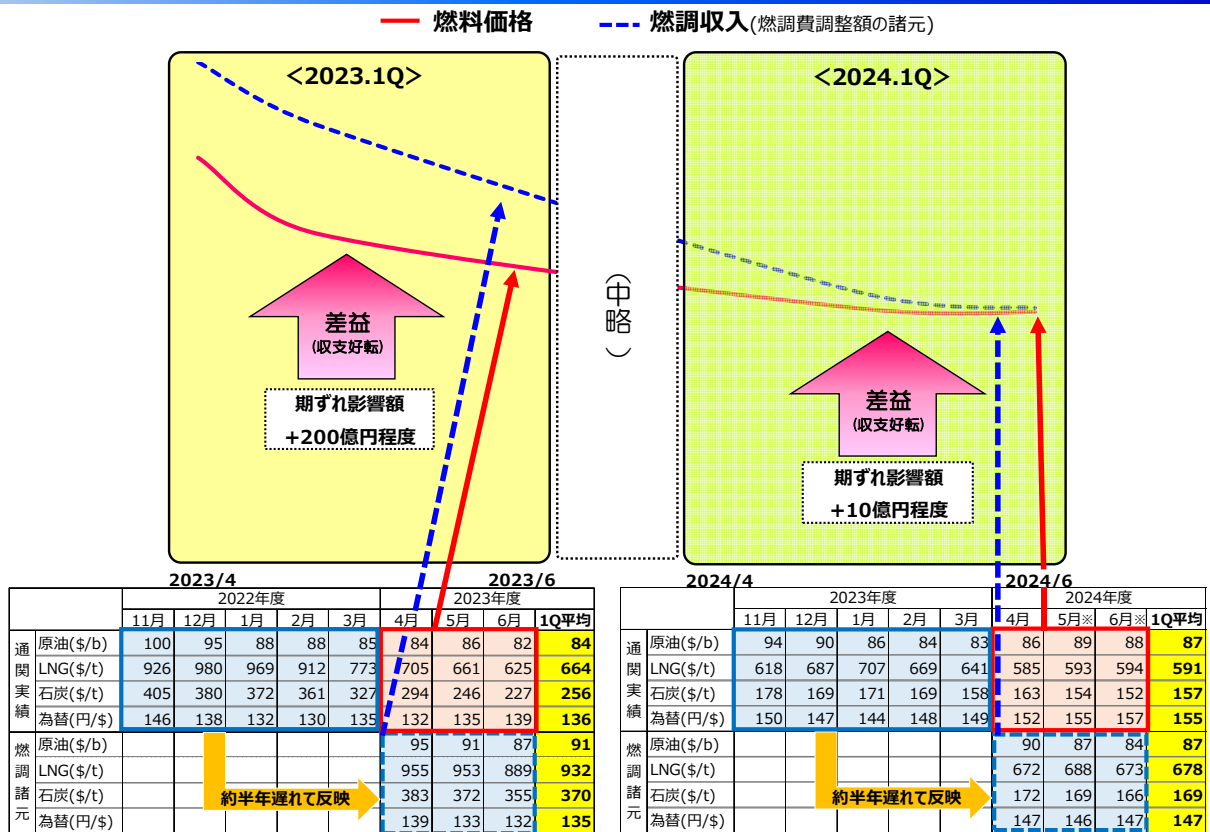 燃料価格 燃調収入(燃調費調整額の諸元)
<2023.1Q>
差益
(収支好転)
期ずれ影響額
+200億円程度
(中略)
<2024.1Q>
差益
(収支好転)
期ずれ影響額
+10億円程度
2023/4 2023/6
2022年度 2023年度
11月 12月 1月 2月 3月 4月 5月 6月 1Q平均
通関実績
原油($/b) 100 95 88 88 85 84 86 82 84
LNG($/t) 926 980 969 912 773 705 661 625 664
石炭($/t) 405 380 372 361 327 294 246 227 256
為替(円/$) 146 138 132 130 135 132 135 139 136
燃調諸元
原油($/b) 95 91 87 91
LNG($/t) 955 953 889 932
石炭($/t) 383 372 355 370
為替(円/$) 139 133 132 135
約半年遅れて反映
2024/4 2024/6
2023年度 2024年度
11月 12月 1月 2月 3月 4月 5月※ 6月※ 1Q平均
通関実績
原油($/b) 94 90 86 84 83 86 89 88 87
LNG($/t) 618 687 707 669 641 585 593 594 591
石炭($/t) 178 169 171 169 158 163 154 152 157
為替(円/$) 150 147 144 148 149 152 155 157 155
燃調諸元
原油($/b) 90 87 84 87
LNG($/t) 672 688 673 678
石炭($/t) 172 169 166 169
為替(円/$) 147 146 147 147
約半年遅れて反映